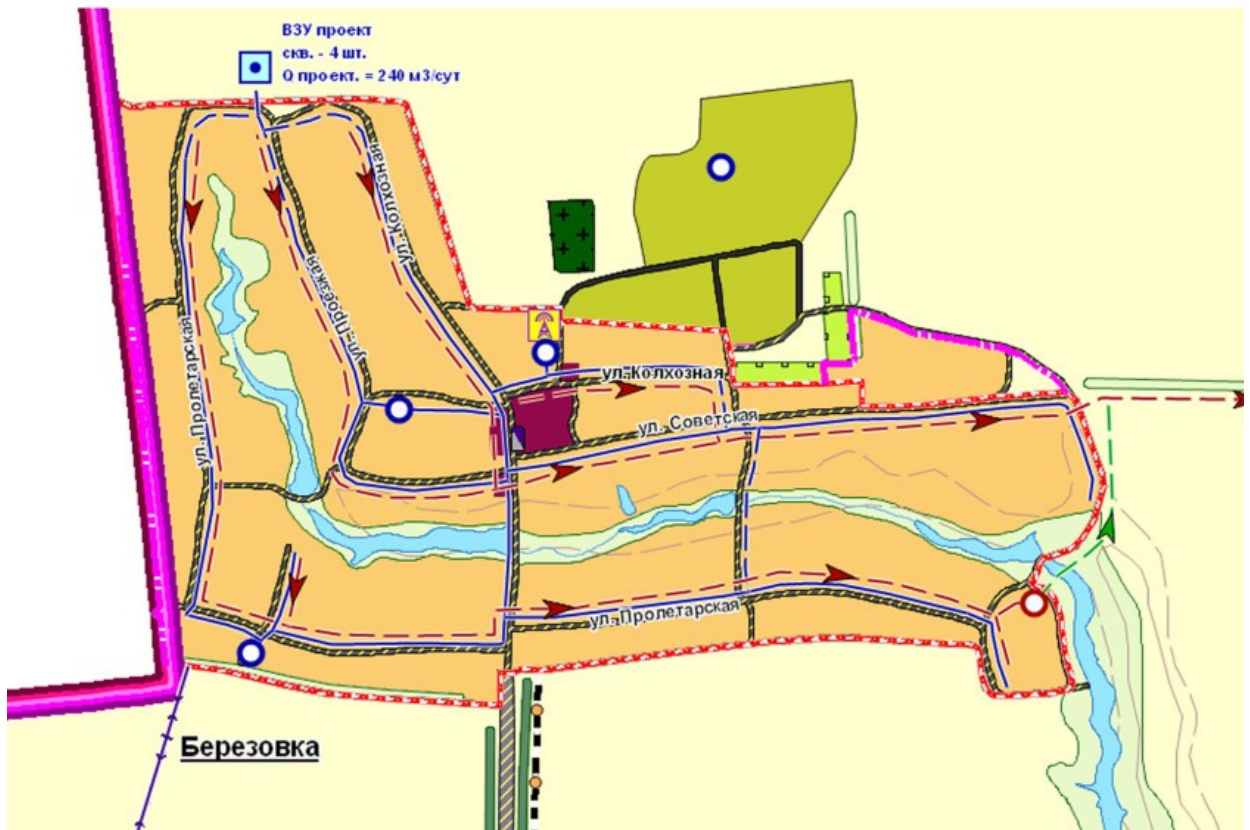 ВЗУ проект
скв. - 4 шт.
Q проект. = 240 м3/сут
ул. Колхозная
ул. Проезжая
ул. Пролетарская
ул. Колхозная
ул. Советская
ул. Пролетарская
Березовка